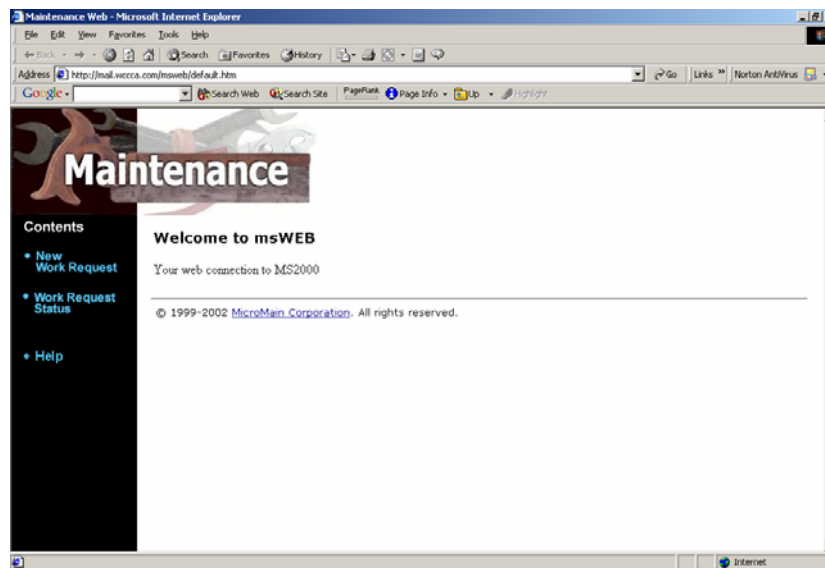 Maintenance Web - Microsoft Internet Explorer
File Edit View Favorites Tools Help
Back Search Favorites History
Address http://mail.wccca.com/msweb/default.htm Go Links » Norton AntiVirus
Google Search Web Search Site PageRank Page Info Up Highlight
Maintenance
Contents
• New
Work Request
• Work Request
Status
• Help
Welcome to msWEB
Your web connection to MS2000
© 1999-2002 MicroMain Corporation. All rights reserved.
Internet